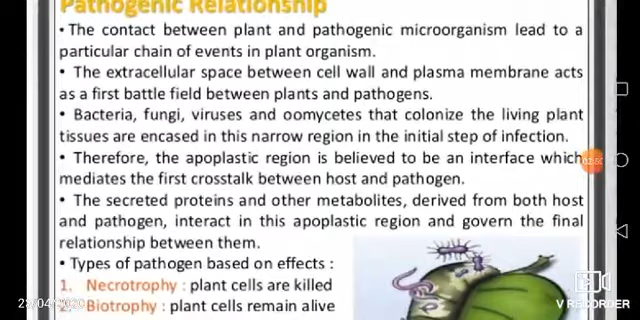 Pathogenic Relationship
• The contact between plant and pathogenic microorganism lead to a
particular chain of events in plant organism.
• The extracellular space between cell wall and plasma membrane acts
as a first battle field between plants and pathogens.
• Bacteria, fungi, viruses and oomycetes that colonize the living plant
tissues are encased in this narrow region in the initial step of infection.
• Therefore, the apoplastic region is believed to be an interface which
mediates the first crosstalk between host and pathogen.
• The secreted proteins and other metabolites, derived from both host
and pathogen, interact in this apoplastic region and govern the final
relationship between them.
• Types of pathogen based on effects :
1. Necrotrophy : plant cells are killed
2. Biotrophy : plant cells remain alive
V RECORDER